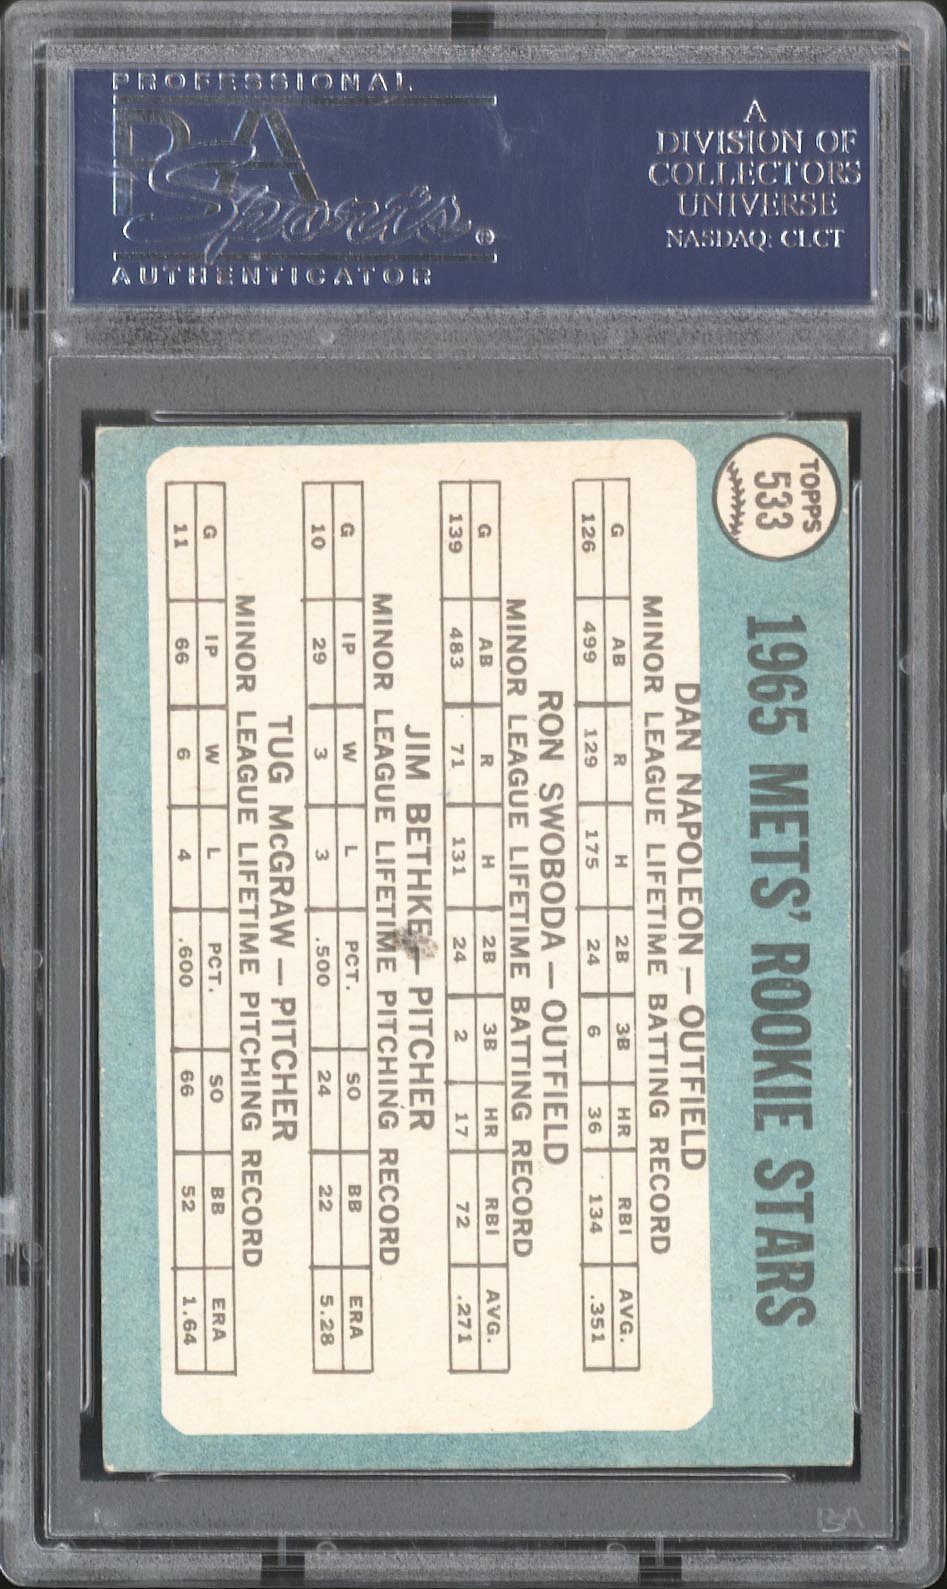 PROFESSIONAL
PSA
Sports®
AUTHENTICATOR
A
DIVISION OF
COLLECTORS
UNIVERSE
NASDAQ: CLCT
TOPPS
533
1965 METS' ROOKIE STARS
DAN NAPOLEON — OUTFIELD
MINOR LEAGUE LIFETIME BATTING RECORD
G AB R H 2B 3B HR RBI AVG.
126 499 129 175 24 6 36 134 .351
RON SWOBODA — OUTFIELD
MINOR LEAGUE LIFETIME BATTING RECORD
G AB R H 2B 3B HR RBI AVG.
139 483 71 131 24 2 17 72 .271
JIM BETHKE — PITCHER
MINOR LEAGUE LIFETIME PITCHING RECORD
G IP W L PCT. SO BB ERA
10 29 3 3 .500 24 22 5.28
TUG McGRAW — PITCHER
MINOR LEAGUE LIFETIME PITCHING RECORD
G IP W L PCT. SO BB ERA
11 66 6 4 .600 66 52 1.64